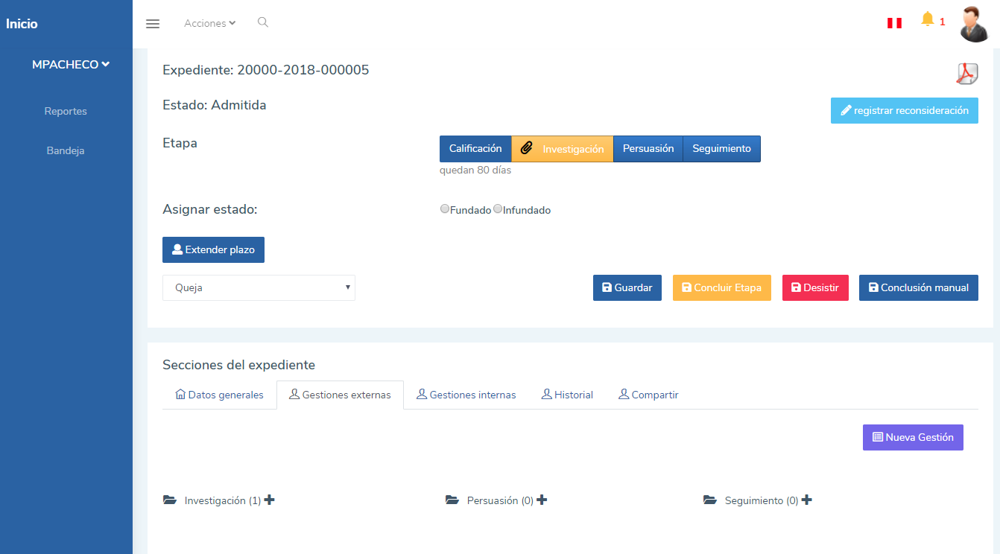 Inicio
Acciones
1
MPACHECO
Reportes
Bandeja
Expediente: 20000-2018-000005
Estado: Admitida
registrar reconsideración
Etapa
Calificación Investigación Persuasión Seguimiento
quedan 80 días
Asignar estado:
Fundado Infundado
Extender plazo
Queja
Guardar
Concluir Etapa
Desistir
Conclusión manual
Secciones del expediente
Datos generales
Gestiones externas
Gestiones internas
Historial
Compartir
Nueva Gestión
Investigación (1)
Persuasión (0)
Seguimiento (0)